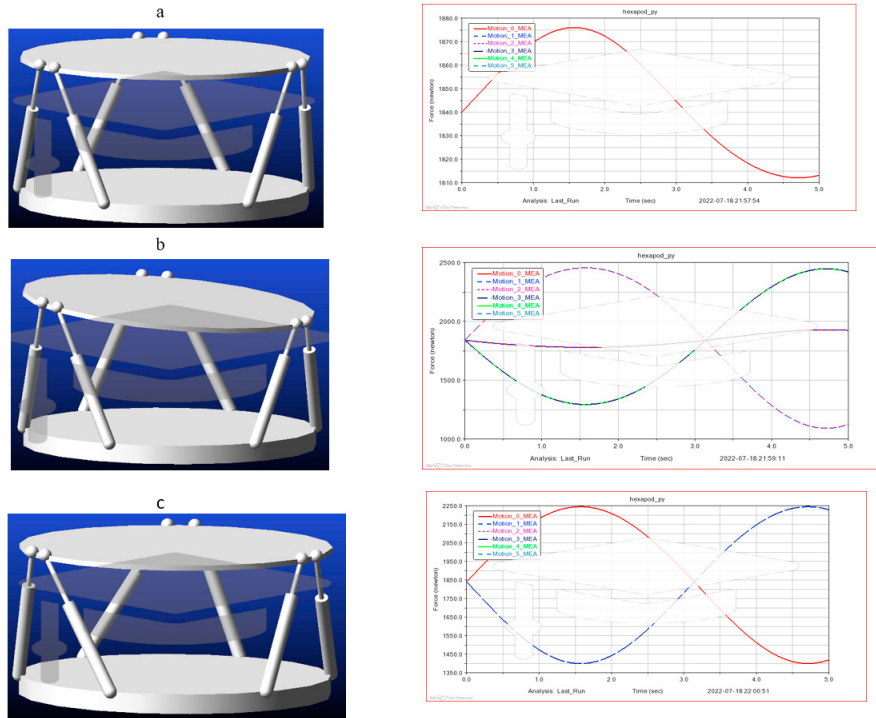 a
hexapod_py
1880.0
1870.0
1860.0
1850.0
1840.0
1830.0
1820.0
1810.0
Force (newton)
Motion_0_MEA
Motion_1_MEA
Motion_2_MEA
Motion_3_MEA
Motion_4_MEA
Motion_5_MEA
0.0 1.0 2.0 3.0 4.0 5.0
Analysis: Last_Run Time (sec) 2022-07-18 21:57:54
b
hexapod_py
2500.0
2000.0
1500.0
1000.0
Force (newton)
Motion_0_MEA
Motion_1_MEA
Motion_2_MEA
Motion_3_MEA
Motion_4_MEA
Motion_5_MEA
0.0 1.0 2.0 3.0 4.0 5.0
Analysis: Last_Run Time (sec) 2022-07-18 21:59:11
c
hexapod_py
2250.0
2150.0
2050.0
1950.0
1850.0
1750.0
1650.0
1550.0
1450.0
1350.0
Force (newton)
Motion_0_MEA
Motion_1_MEA
Motion_2_MEA
Motion_3_MEA
Motion_4_MEA
Motion_5_MEA
0.0 1.0 2.0 3.0 4.0 5.0
Analysis: Last_Run Time (sec) 2022-07-18 22:00:51